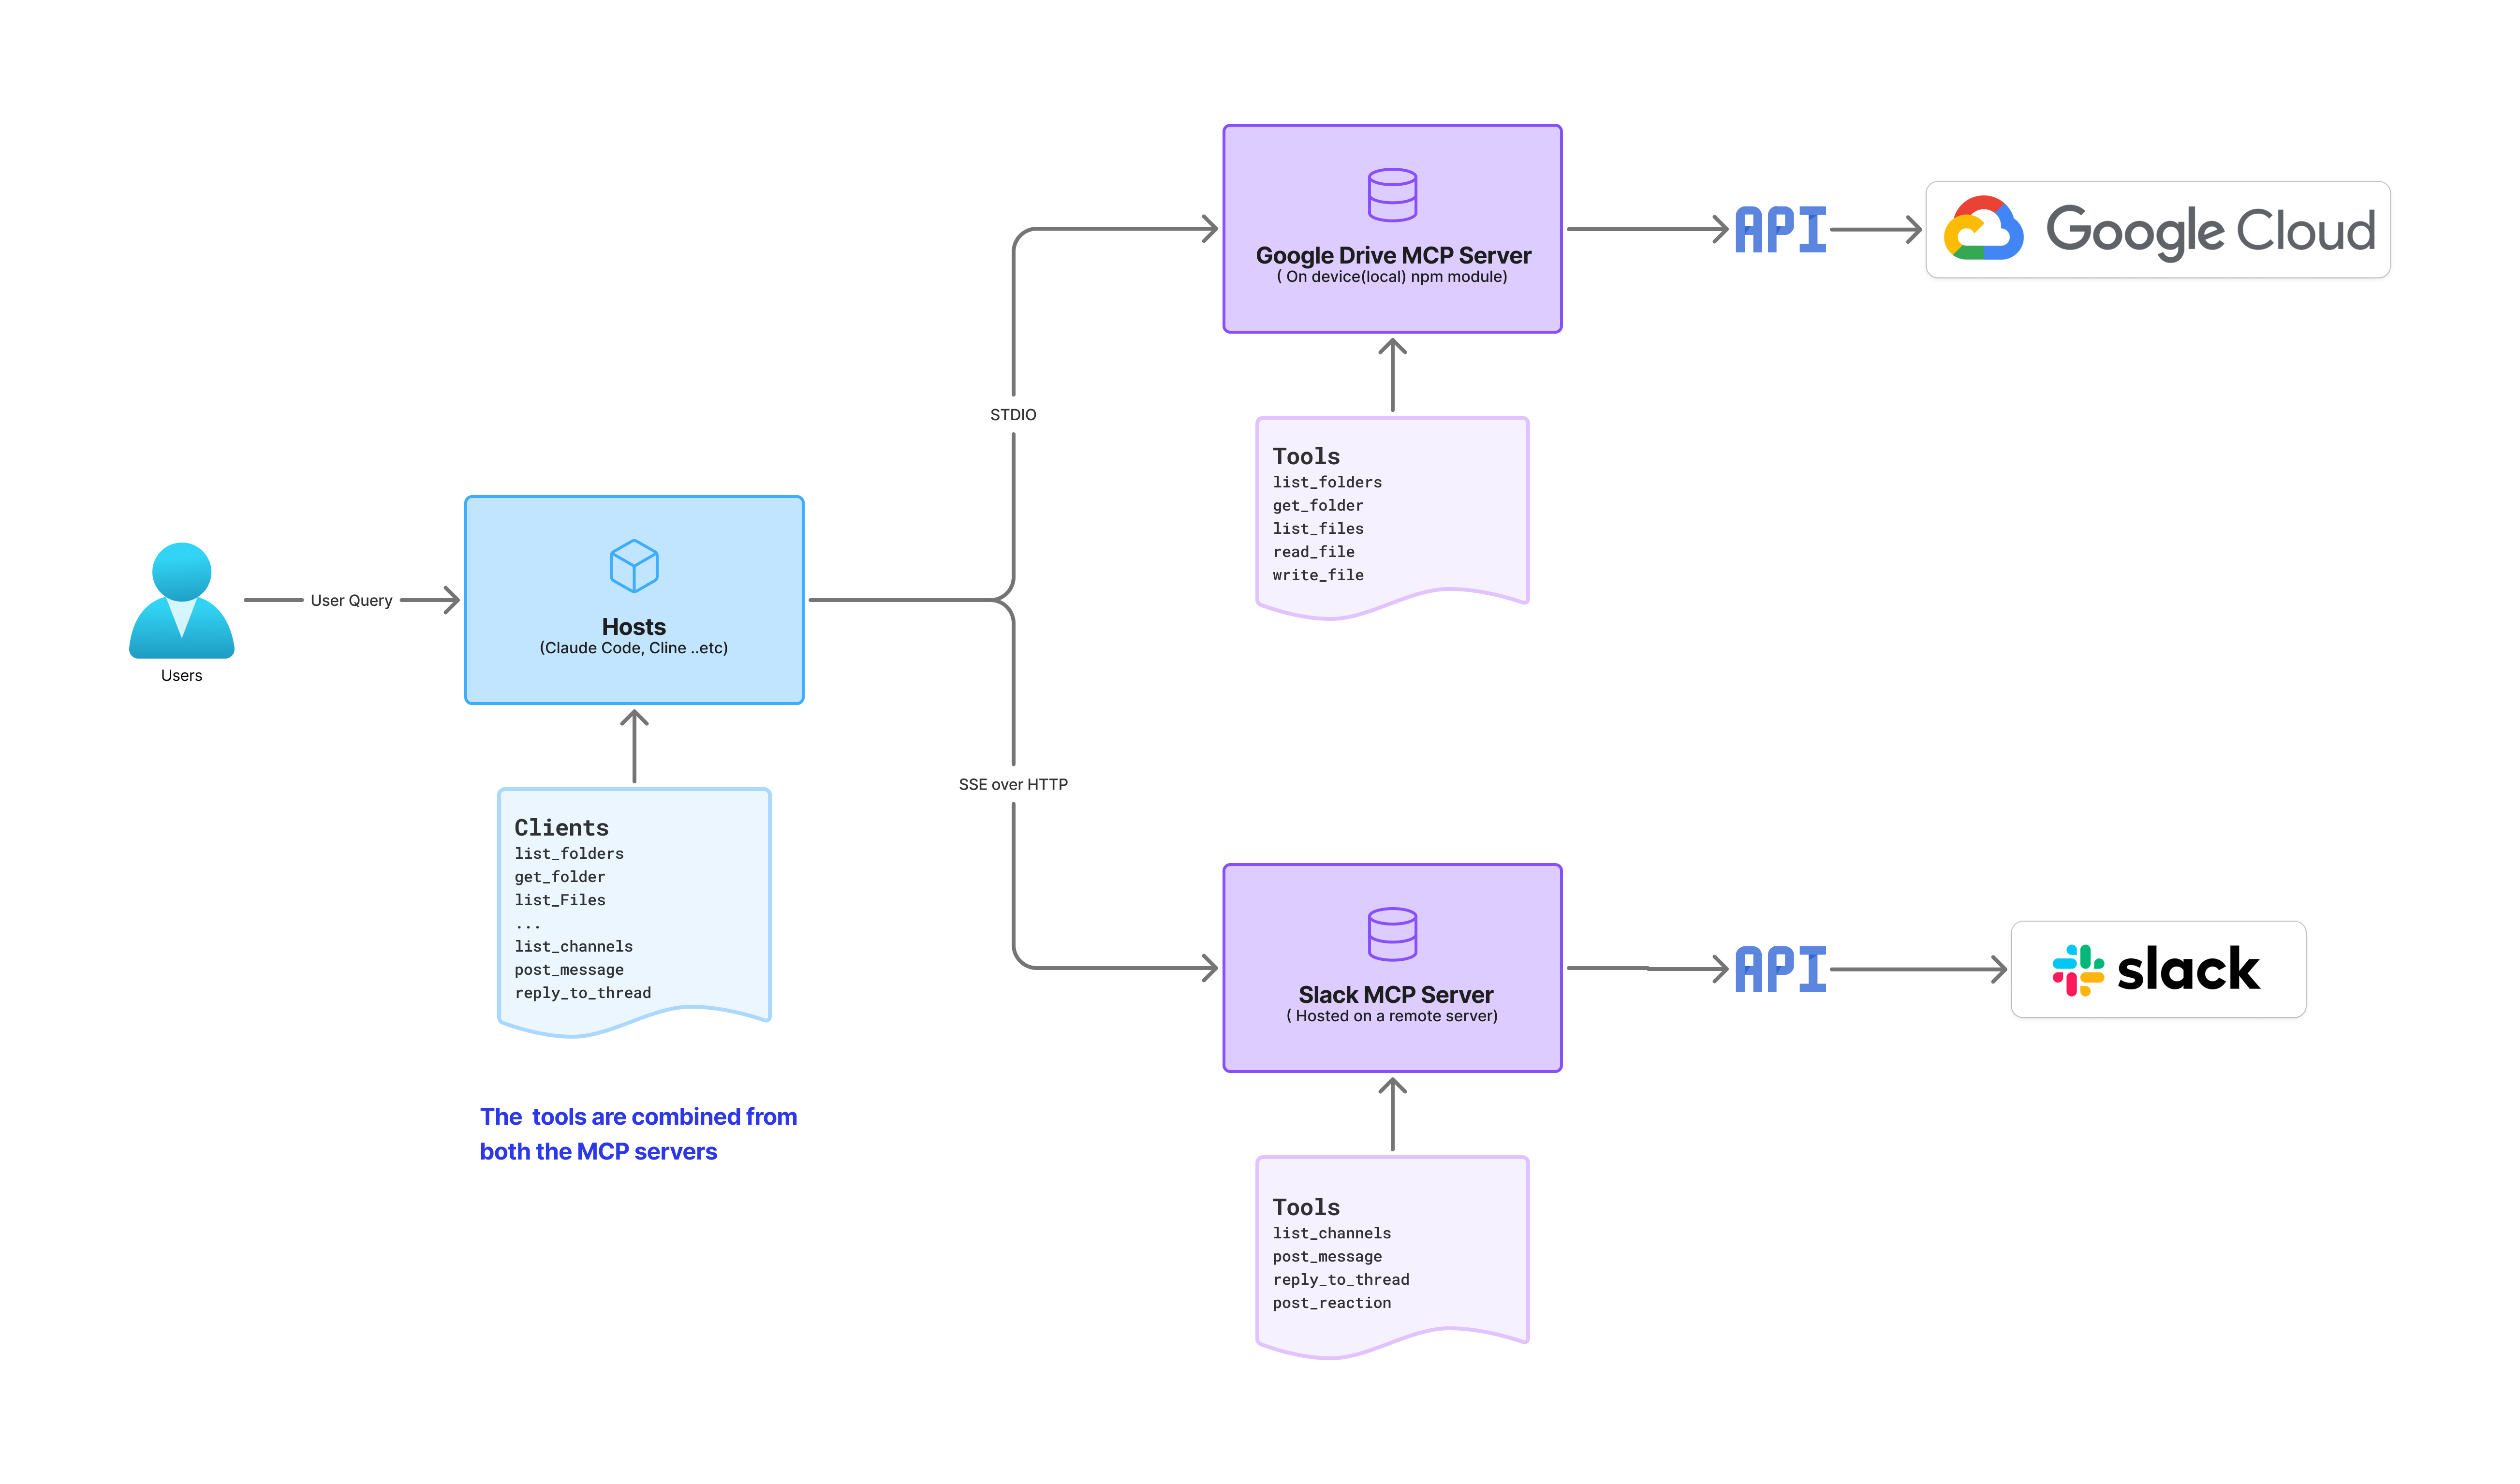 Google Drive MCP Server
( On device(local) npm module)
API
Google Cloud
STDIO
Tools
list_folders
get_folder
list_files
read_file
write_file
User Query
Users
Hosts
(Claude Code, Cline ..etc)
SSE over HTTP
Clients
list_folders
get_folder
list_Files
...
list_channels
post_message
reply_to_thread
The  tools are combined from
both the MCP servers
Slack MCP Server
( Hosted on a remote server)
API
slack
Tools
list_channels
post_message
reply_to_thread
post_reaction